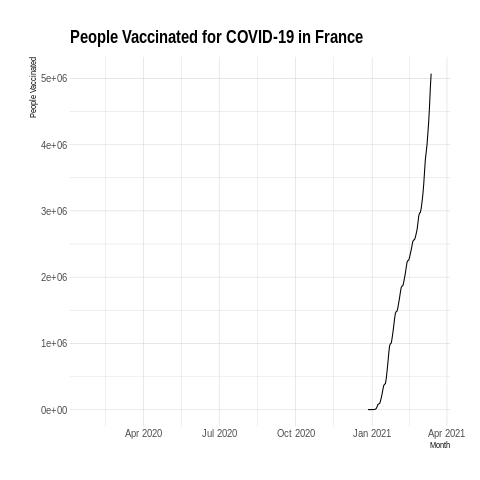 People Vaccinated for COVID-19 in France
People Vaccinated
5e+06
4e+06
3e+06
2e+06
1e+06
0e+00
Apr 2020 Jul 2020 Oct 2020 Jan 2021 Apr 2021
Month